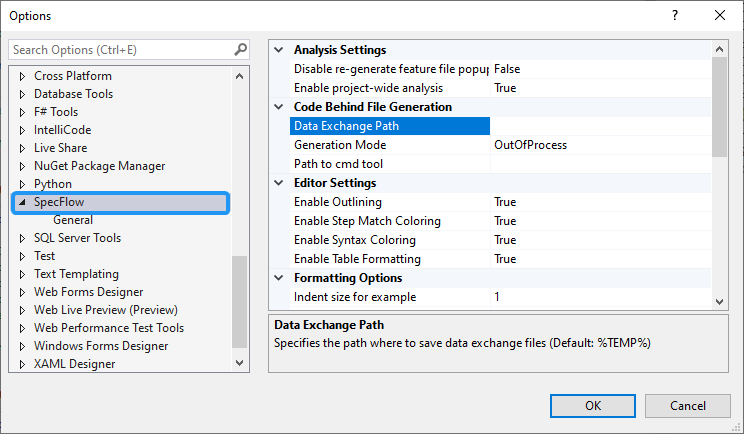 Options
?
Search Options (Ctrl+E)
Cross Platform
Database Tools
F# Tools
IntelliCode
Live Share
NuGet Package Manager
Python
SpecFlow
General
SQL Server Tools
Test
Text Templating
Web Forms Designer
Web Live Preview (Preview)
Web Performance Test Tools
Windows Forms Designer
XAML Designer
Analysis Settings
Disable re-generate feature file popup False
Enable project-wide analysis True
Code Behind File Generation
Data Exchange Path
Generation Mode OutOfProcess
Path to cmd tool
Editor Settings
Enable Outlining True
Enable Step Match Coloring True
Enable Syntax Coloring True
Enable Table Formatting True
Formatting Options
Indent size for example 1
Data Exchange Path
Specifies the path where to save data exchange files (Default: %TEMP%)
OK Cancel